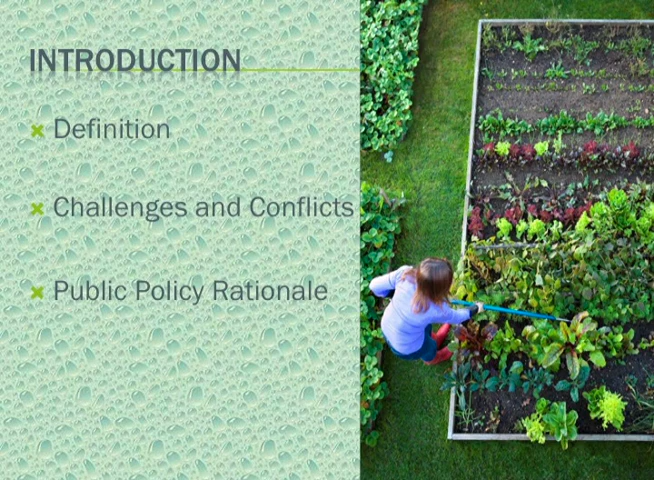 INTRODUCTION
Definition
Challenges and Conflicts
Public Policy Rationale